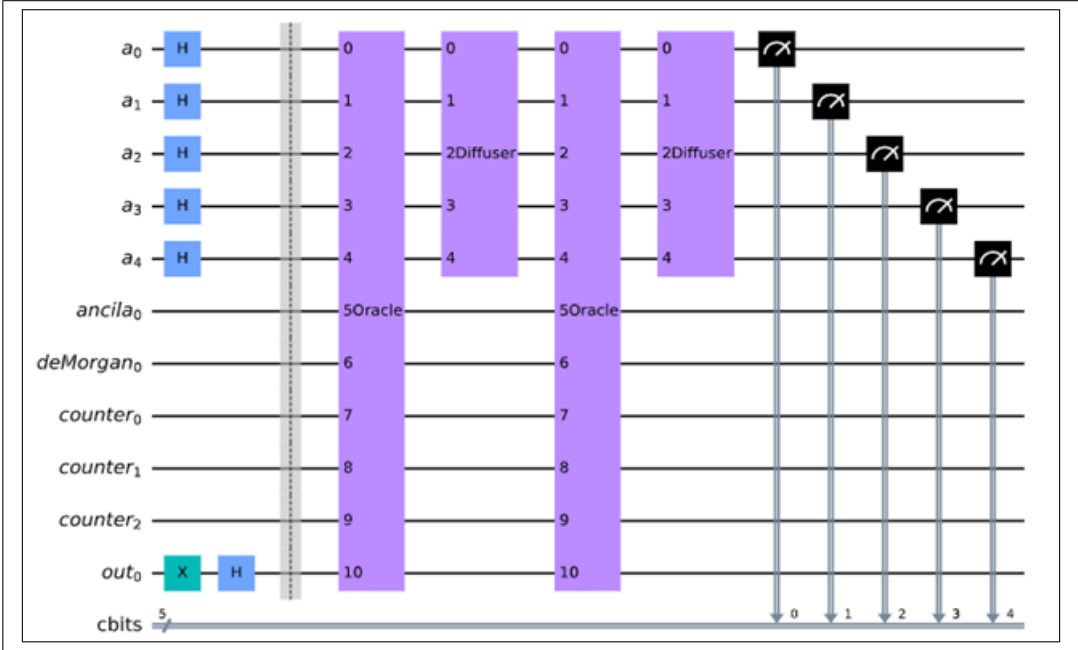 a₀ H 0 0 0 0
a₁ H 1 1 1 1
a₂ H 2 2Diffuser 2 2Diffuser
a₃ H 3 3 3 3
a₄ H 4 4 4 4
ancila₀ 5Oracle 5Oracle
deMorgan₀ 6 6
counter₀ 7 7
counter₁ 8 8
counter₂ 9 9
out₀ X H 10 10
cbits 5 0 1 2 3 4